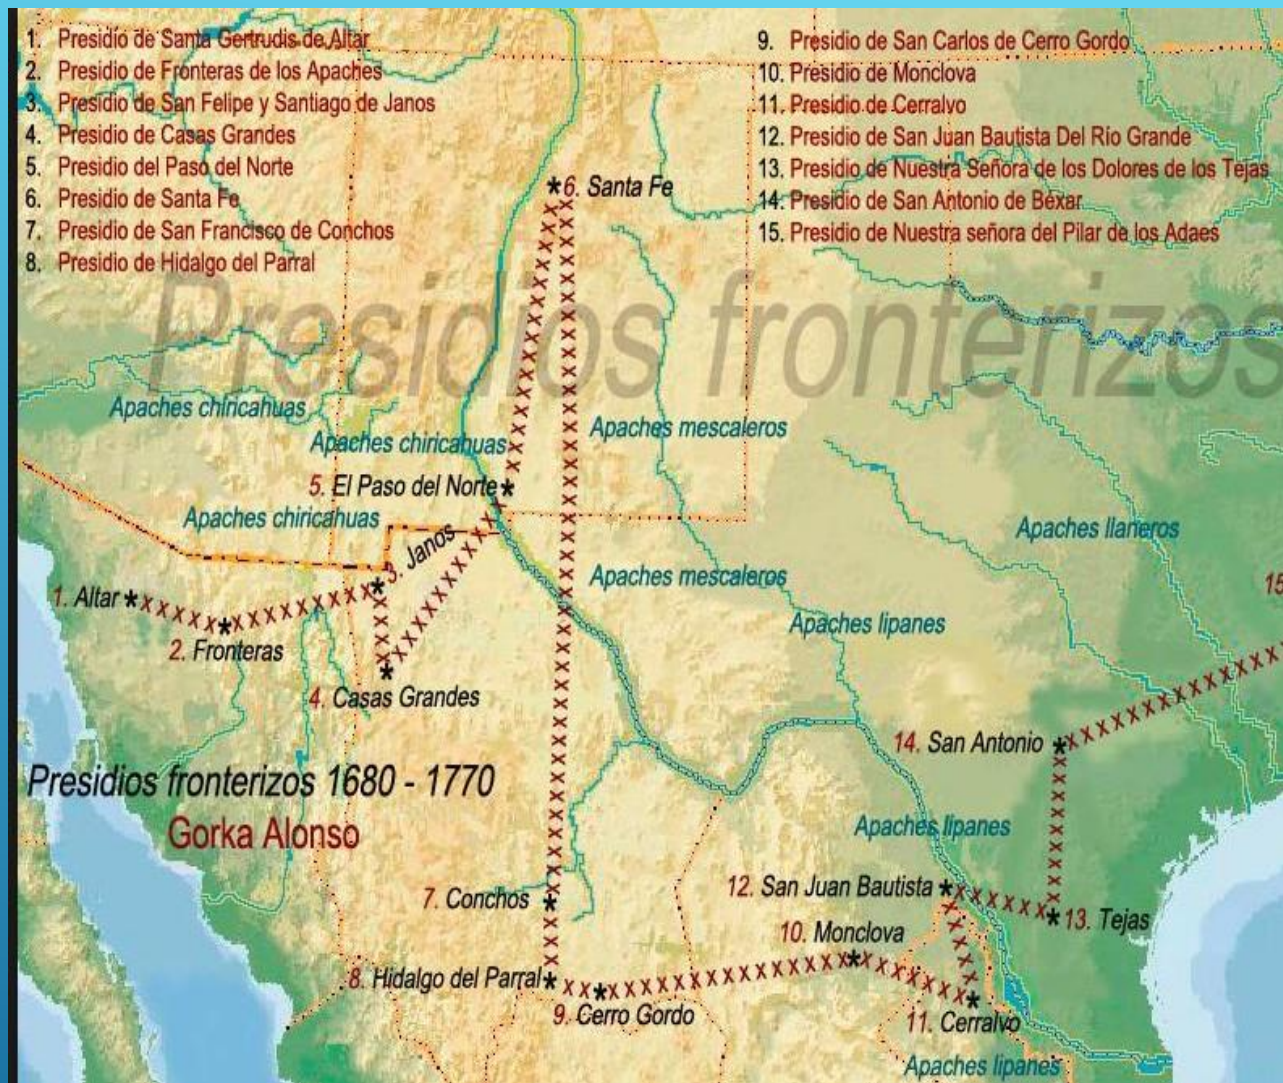 1. Presidio de Santa Gertrudis de Altar
2. Presidio de Fronteras de los Apaches
3. Presidio de San Felipe y Santiago de Janos
4. Presidio de Casas Grandes
5. Presidio del Paso del Norte
6. Presidio de Santa Fe
7. Presidio de San Francisco de Conchos
8. Presidio de Hidalgo del Parral
9. Presidio de San Carlos de Cerro Gordo
10. Presidio de Monclova
11. Presidio de Cerralvo
12. Presidio de San Juan Bautista Del Río Grande
13. Presidio de Nuestra Señora de los Dolores de los Tejas
14. Presidio de San Antonio de Béxar
15. Presidio de Nuestra señora del Pilar de los Adaes
6. Santa Fe
Presidios fronterizos
Apaches chiricahuas
Apaches chiricahuas
Apaches mescaleros
5. El Paso del Norte
Apaches chiricahuas
Apaches llaneros
3. Janos
Apaches mescaleros
15
1. Altar
Apaches lipanes
2. Fronteras
4. Casas Grandes
14. San Antonio
Presidios fronterizos 1680 - 1770
Gorka Alonso
Apaches lipanes
12. San Juan Bautista
7. Conchos
13. Tejas
10. Monclova
8. Hidalgo del Parral
9. Cerro Gordo
11. Cerralvo
Apaches lipanes